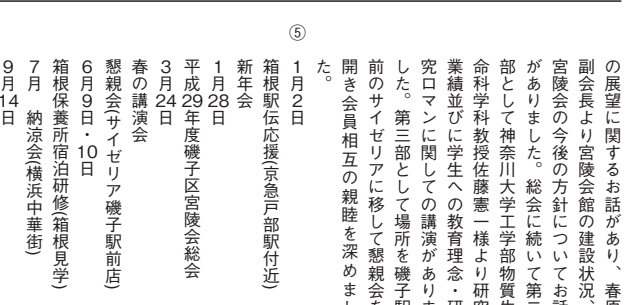 の展望に関するお話があり、春原
副会長より宮陵会館の建設状況、
宮陵会の今後の方針についてお話
がありました。総会に続いて第二
部として神奈川大学工学部物質生
命科学科教授佐藤憲一様より研究
業績並びに学生への教育理念・研
究ロマンに関しての講演がありま
した。第三部として場所を磯子駅
前のサイゼリアに移して懇親会を
開き会員相互の親睦を深めまし
た。
⑤
1月2日
箱根駅伝応援(京急戸部駅付近)
新年会
1月28日
平成29年度磯子区宮陵会総会
3月24日
春の講演会
懇親会(サイゼリア磯子駅前店)
6月9日・10日
箱根保養所宿泊研修(箱根見学)
7月 納涼会(横浜中華街)
9月14日